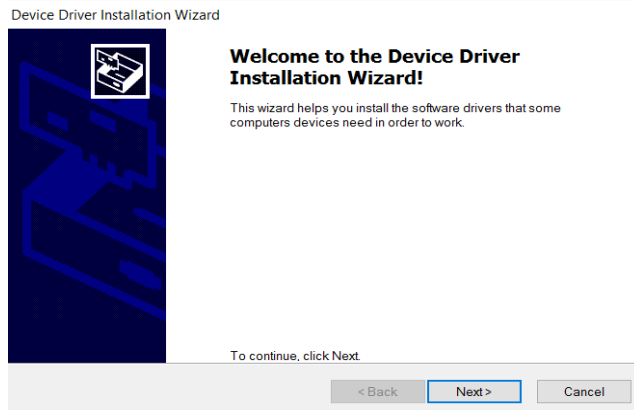 Device Driver Installation Wizard
Welcome to the Device Driver
Installation Wizard!
This wizard helps you install the software drivers that some
computers devices need in order to work.
To continue, click Next.
< Back
Next >
Cancel